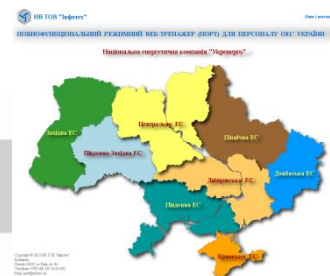 НВ ТОВ "Інфотех"
ПОВНОФУНКЦІОНАЛЬНИЙ РЕЖИМНИЙ ВЕБ-ТРЕНАЖЕР (ПОРТ) ДЛЯ ПЕРСОНАЛУ ОЕС УКРАЇНИ
Національна енергетична компанія "Укренерго"
Центральна ЕС
Західна ЕС
Північна ЕС
Південно-Західна ЕС
Донбаська ЕС
Дніпровська ЕС
Південна ЕС
Кримська ЕС